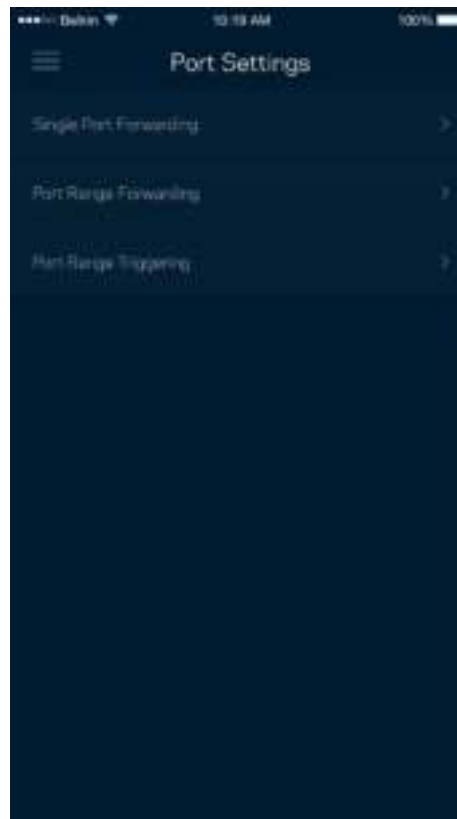 Belkin 10:19 AM 100%
Port Settings
Single Port Forwarding
Port Range Forwarding
Port Range Triggering